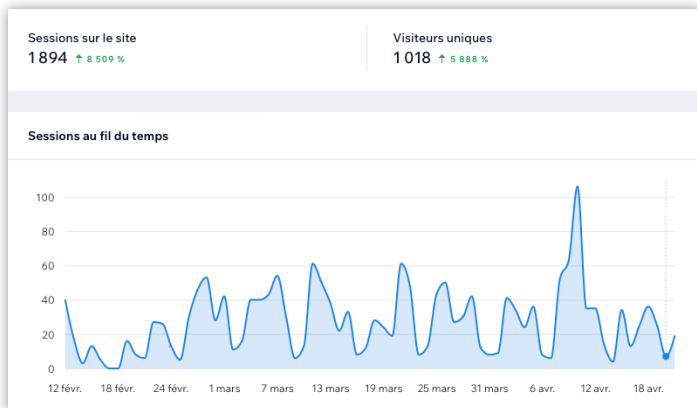 Sessions sur le site
1 894 ↑ 8 509 %
Visiteurs uniques
1 018 ↑ 5 888 %
Sessions au fil du temps
100
80
60
40
20
0
12 févr. 18 févr. 24 févr. 1 mars 7 mars 13 mars 19 mars 25 mars 31 mars 6 avr. 12 avr. 18 avr.